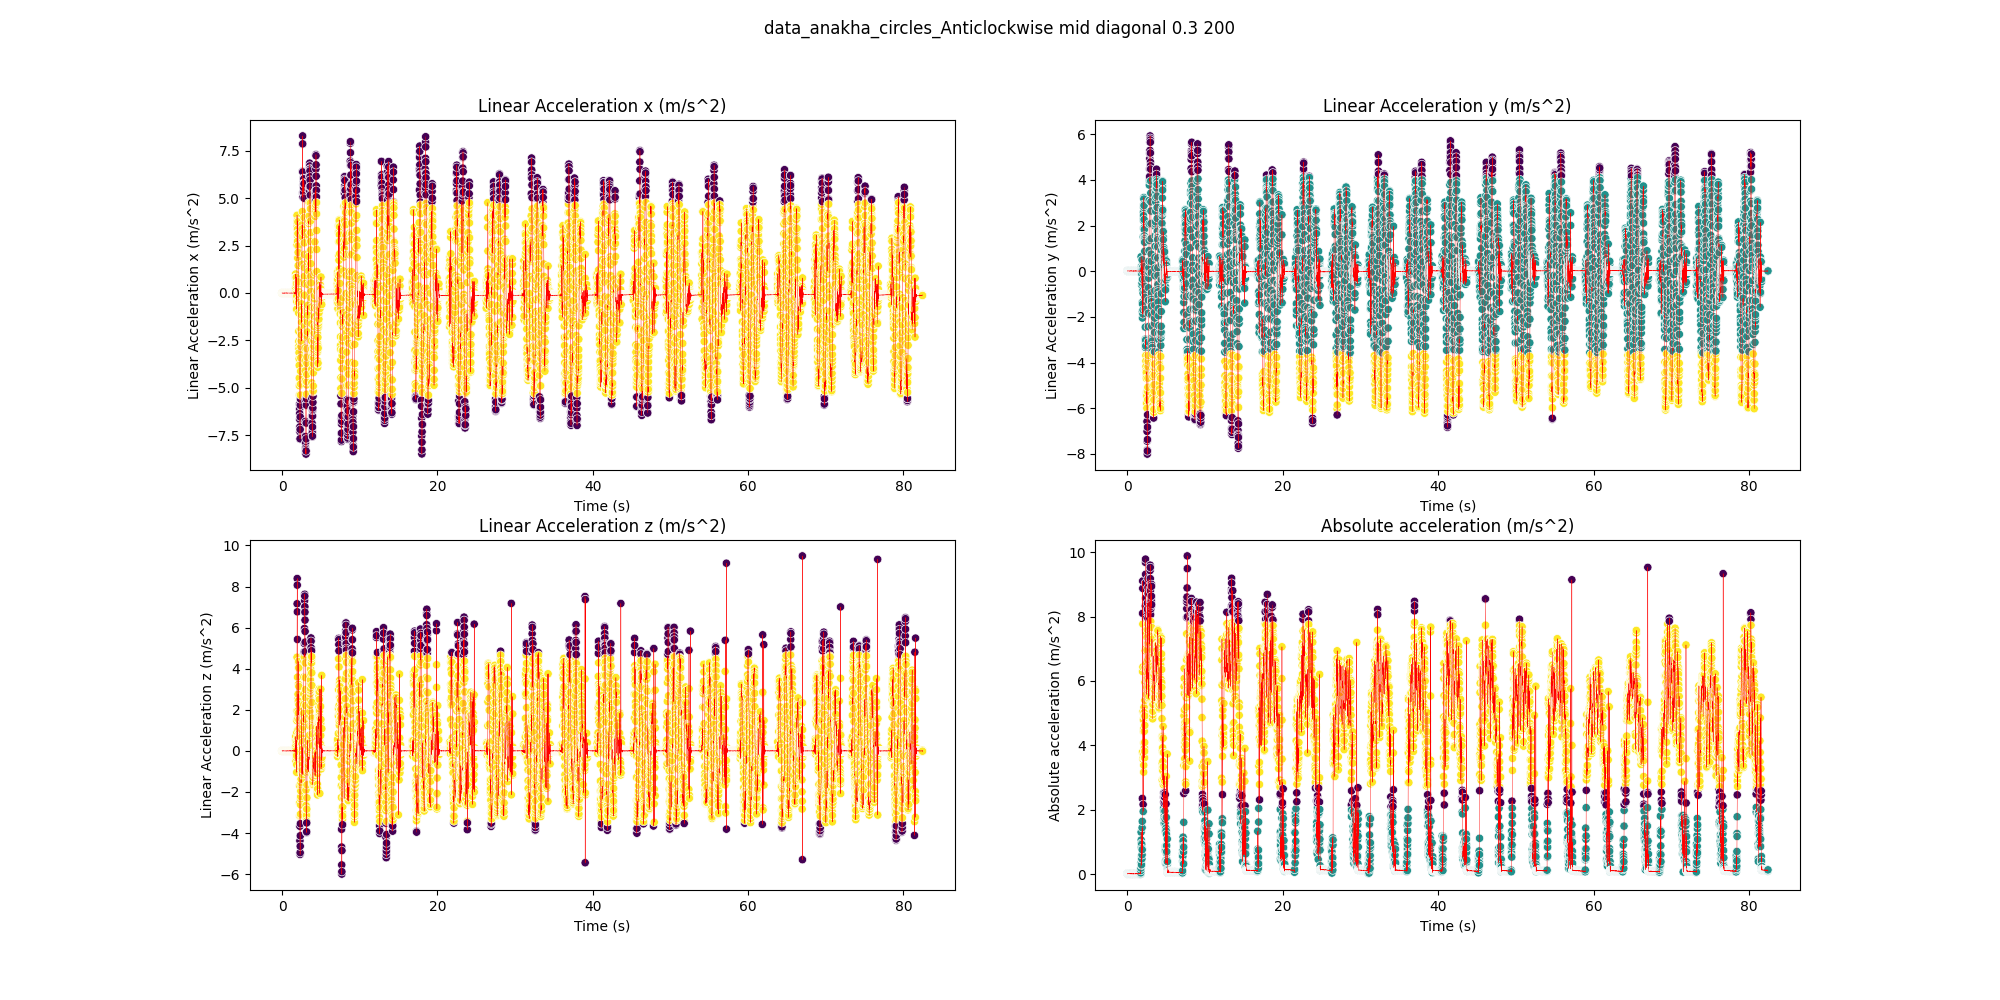 data_anakha_circles_Anticlockwise mid diagonal 0.3 200
Linear Acceleration x (m/s^2)
Linear Acceleration x (m/s^2)
7.5
5.0
2.5
0.0
−2.5
−5.0
−7.5
0 20 40 60 80
Time (s)
Linear Acceleration y (m/s^2)
Linear Acceleration y (m/s^2)
6
4
2
0
−2
−4
−6
−8
0 20 40 60 80
Time (s)
Linear Acceleration z (m/s^2)
Linear Acceleration z (m/s^2)
10
8
6
4
2
0
−2
−4
−6
0 20 40 60 80
Time (s)
Absolute acceleration (m/s^2)
Absolute acceleration (m/s^2)
10
8
6
4
2
0
0 20 40 60 80
Time (s)